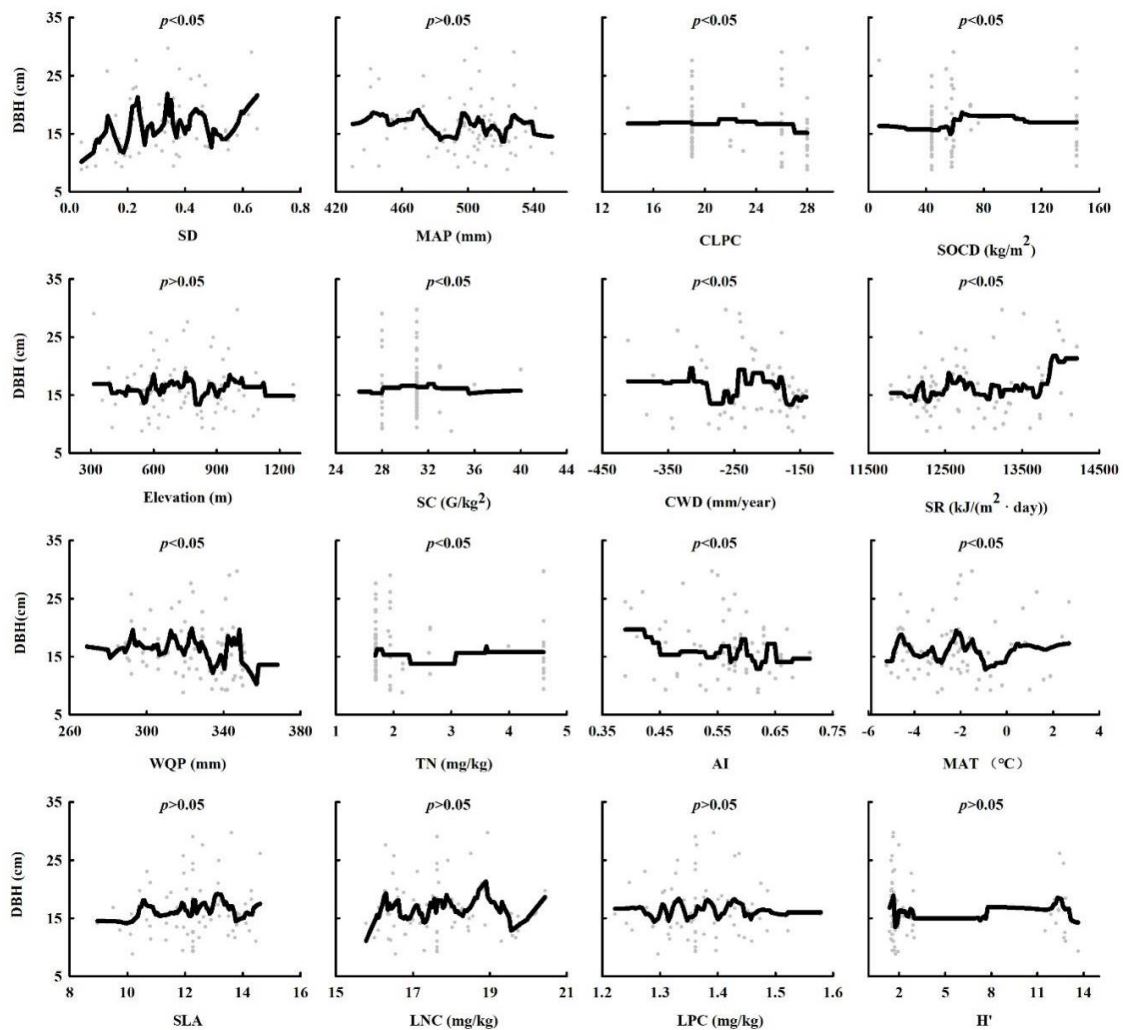 p<0.05 p>0.05 p<0.05 p<0.05
35
25
15
5
DBH (cm)
0.0 0.2 0.4 0.6 0.8
420 460 500 540
12 16 20 24 28 32
0 40 80 120 160
SD MAP (mm) CLPC SOCD (kg/m2)
p>0.05 p<0.05 p<0.05 p<0.05
35
25
15
5
DBH (cm)
300 600 900 1200
24 28 32 36 40 44
-450 -350 -250 -150
11500 12500 13500 14500
Elevation (m) SC (G/kg2) CWD (mm/year) SR (kJ/(m2 · day))
p<0.05 p<0.05 p<0.05 p<0.05
35
25
15
5
DBH(cm)
260 300 340 380
1 2 3 4 5
0.35 0.45 0.55 0.65 0.75
-6 -4 -2 0 2 4
WQP (mm) TN (mg/kg) AI MAT （°C）
p>0.05 p>0.05 p>0.05 p>0.05
35
25
15
5
DBH (cm)
8 10 12 14 16
15 17 19 21
1.2 1.3 1.4 1.5 1.6
2 5 8 11 14
SLA LNC (mg/kg) LPC (mg/kg) H'